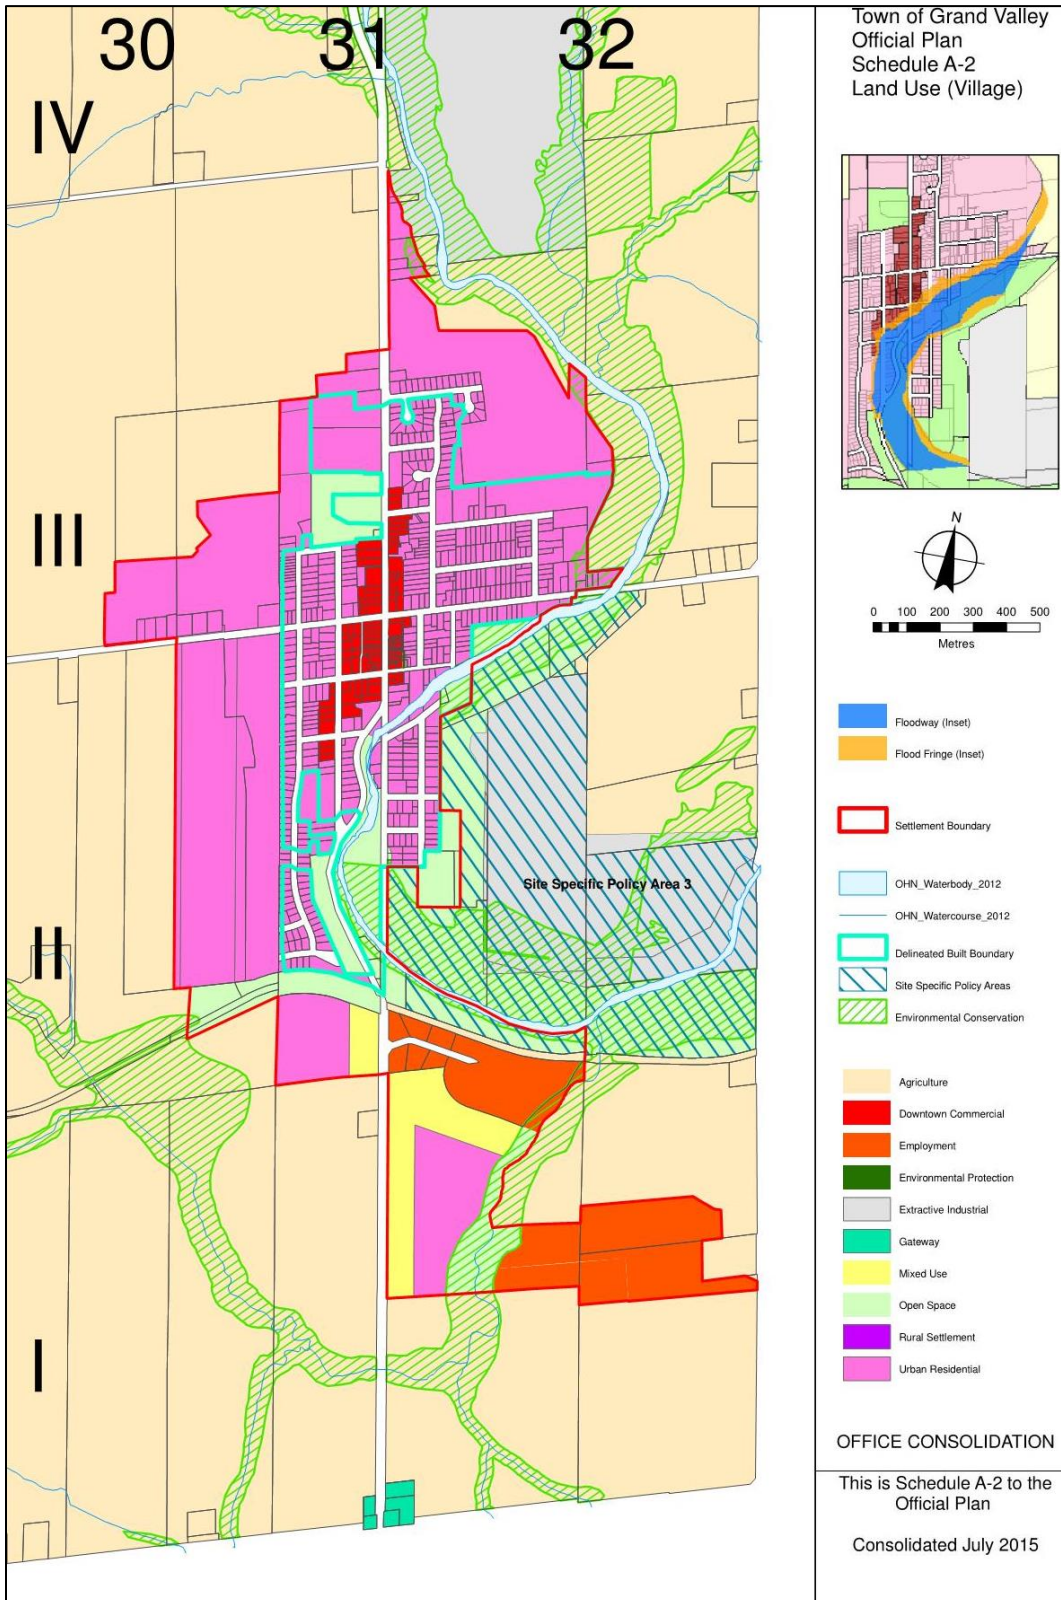 30
31
32
IV
III
II
I
Site Specific Policy Area 3
Town of Grand Valley
Official Plan
Schedule A-2
Land Use (Village)
N
0 100 200 300 400 500
Metres
Floodway (Inset)
Flood Fringe (Inset)
Settlement Boundary
OHN_Waterbody_2012
OHN_Watercourse_2012
Delineated Built Boundary
Site Specific Policy Areas
Environmental Conservation
Agriculture
Downtown Commercial
Employment
Environmental Protection
Extractive Industrial
Gateway
Mixed Use
Open Space
Rural Settlement
Urban Residential
OFFICE CONSOLIDATION
This is Schedule A-2 to the
Official Plan
Consolidated July 2015